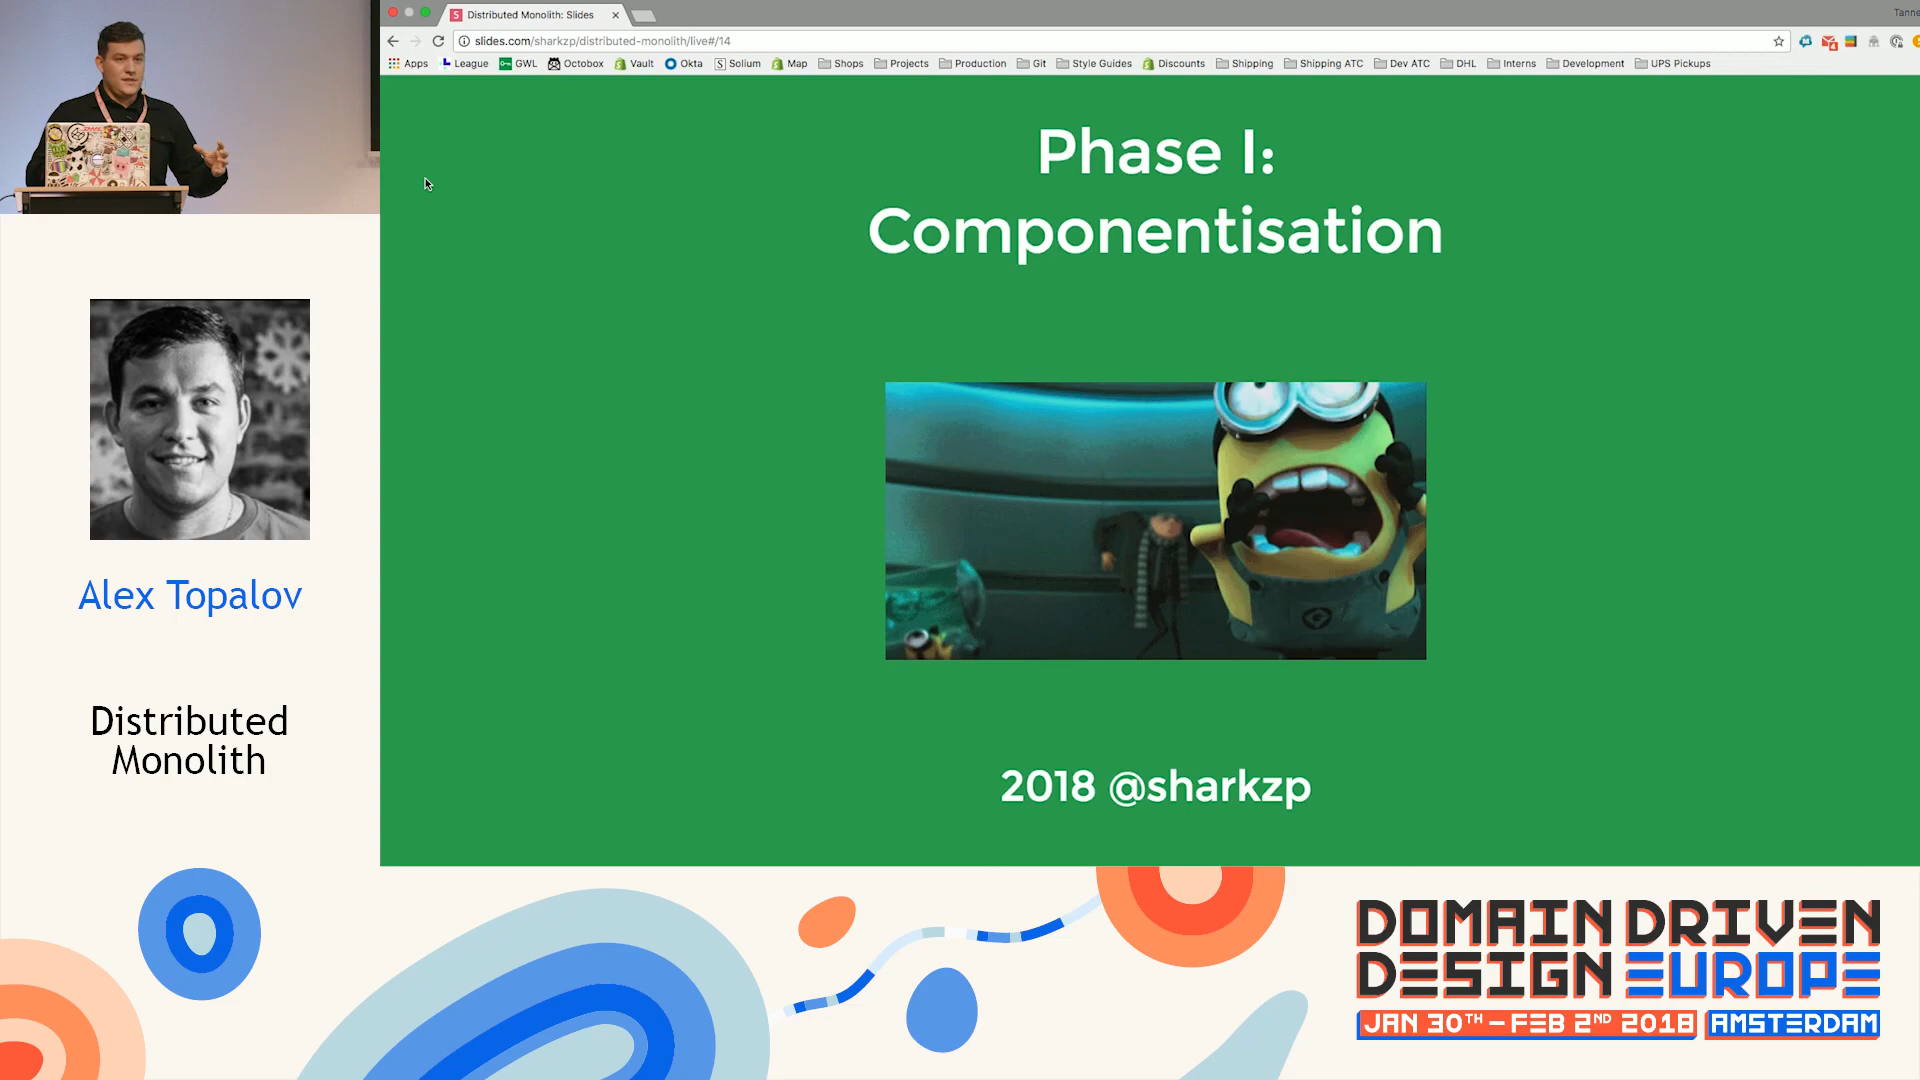 Distributed Monolith: Slides
Tanne
slides.com/sharkzp/distributed-monolith/live#/14
Apps League GWL Octobox Vault Okta Solium Map Shops Projects Production Git Style Guides Discounts Shipping Shipping ATC Dev ATC DHL Interns Development UPS Pickups
Phase I:
Componentisation
2018 @sharkzp
Alex Topalov
Distributed
Monolith
DOMAIN DRIVEN
DESIGN EUROPE
JAN 30TH - FEB 2ND 2018 AMSTERDAM